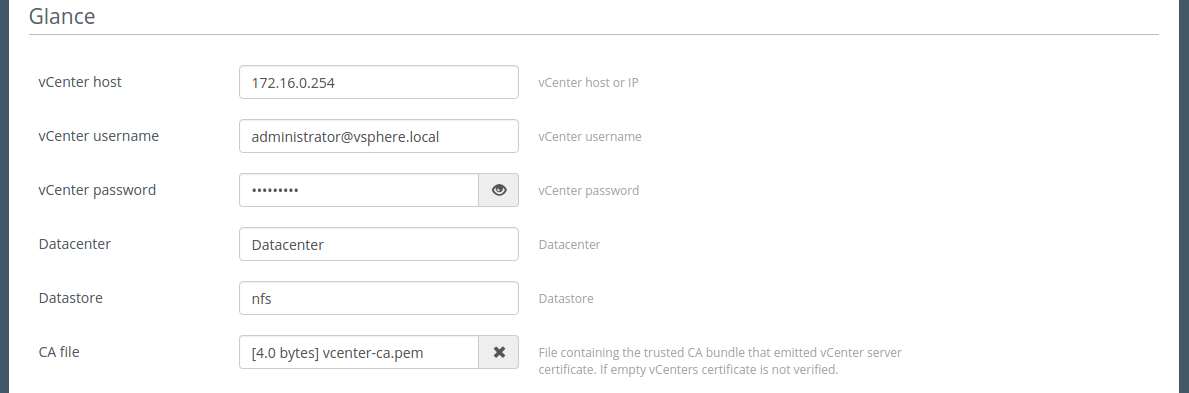 Glance
vCenter host 172.16.0.254 vCenter host or IP
vCenter username administrator@vsphere.local vCenter username
vCenter password ••••••••• vCenter password
Datacenter Datacenter Datacenter
Datastore nfs Datastore
CA file [4.0 bytes] vcenter-ca.pem File containing the trusted CA bundle that emitted vCenter server
certificate. If empty vCenters certificate is not verified.